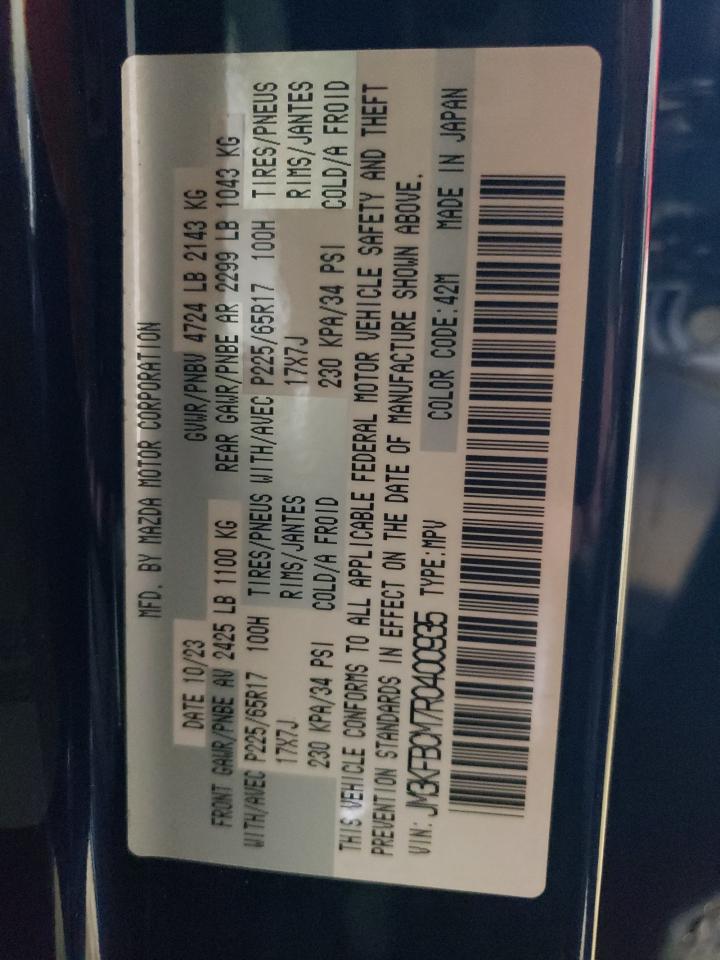 MFD. BY MAZDA MOTOR CORPORATION
DATE 10/23 GVWR/PNBV 4724 LB 2143 KG
FRONT GAWR/PNBE AV 2425 LB 1100 KG REAR GAWR/PNBE AR 2299 LB 1043 KG
WITH/AVEC P225/65R17 100H TIRES/PNEUS WITH/AVEC P225/65R17 100H TIRES/PNEUS
17X7J RIMS/JANTES 17X7J RIMS/JANTES
230 KPA/34 PSI COLD/A FROID 230 KPA/34 PSI COLD/A FROID
THIS VEHICLE CONFORMS TO ALL APPLICABLE FEDERAL MOTOR VEHICLE SAFETY AND THEFT
PREVENTION STANDARDS IN EFFECT ON THE DATE OF MANUFACTURE SHOWN ABOVE.
VIN: JM3KFBCM7R0400935 TYPE:MPV COLOR CODE:42M MADE IN JAPAN